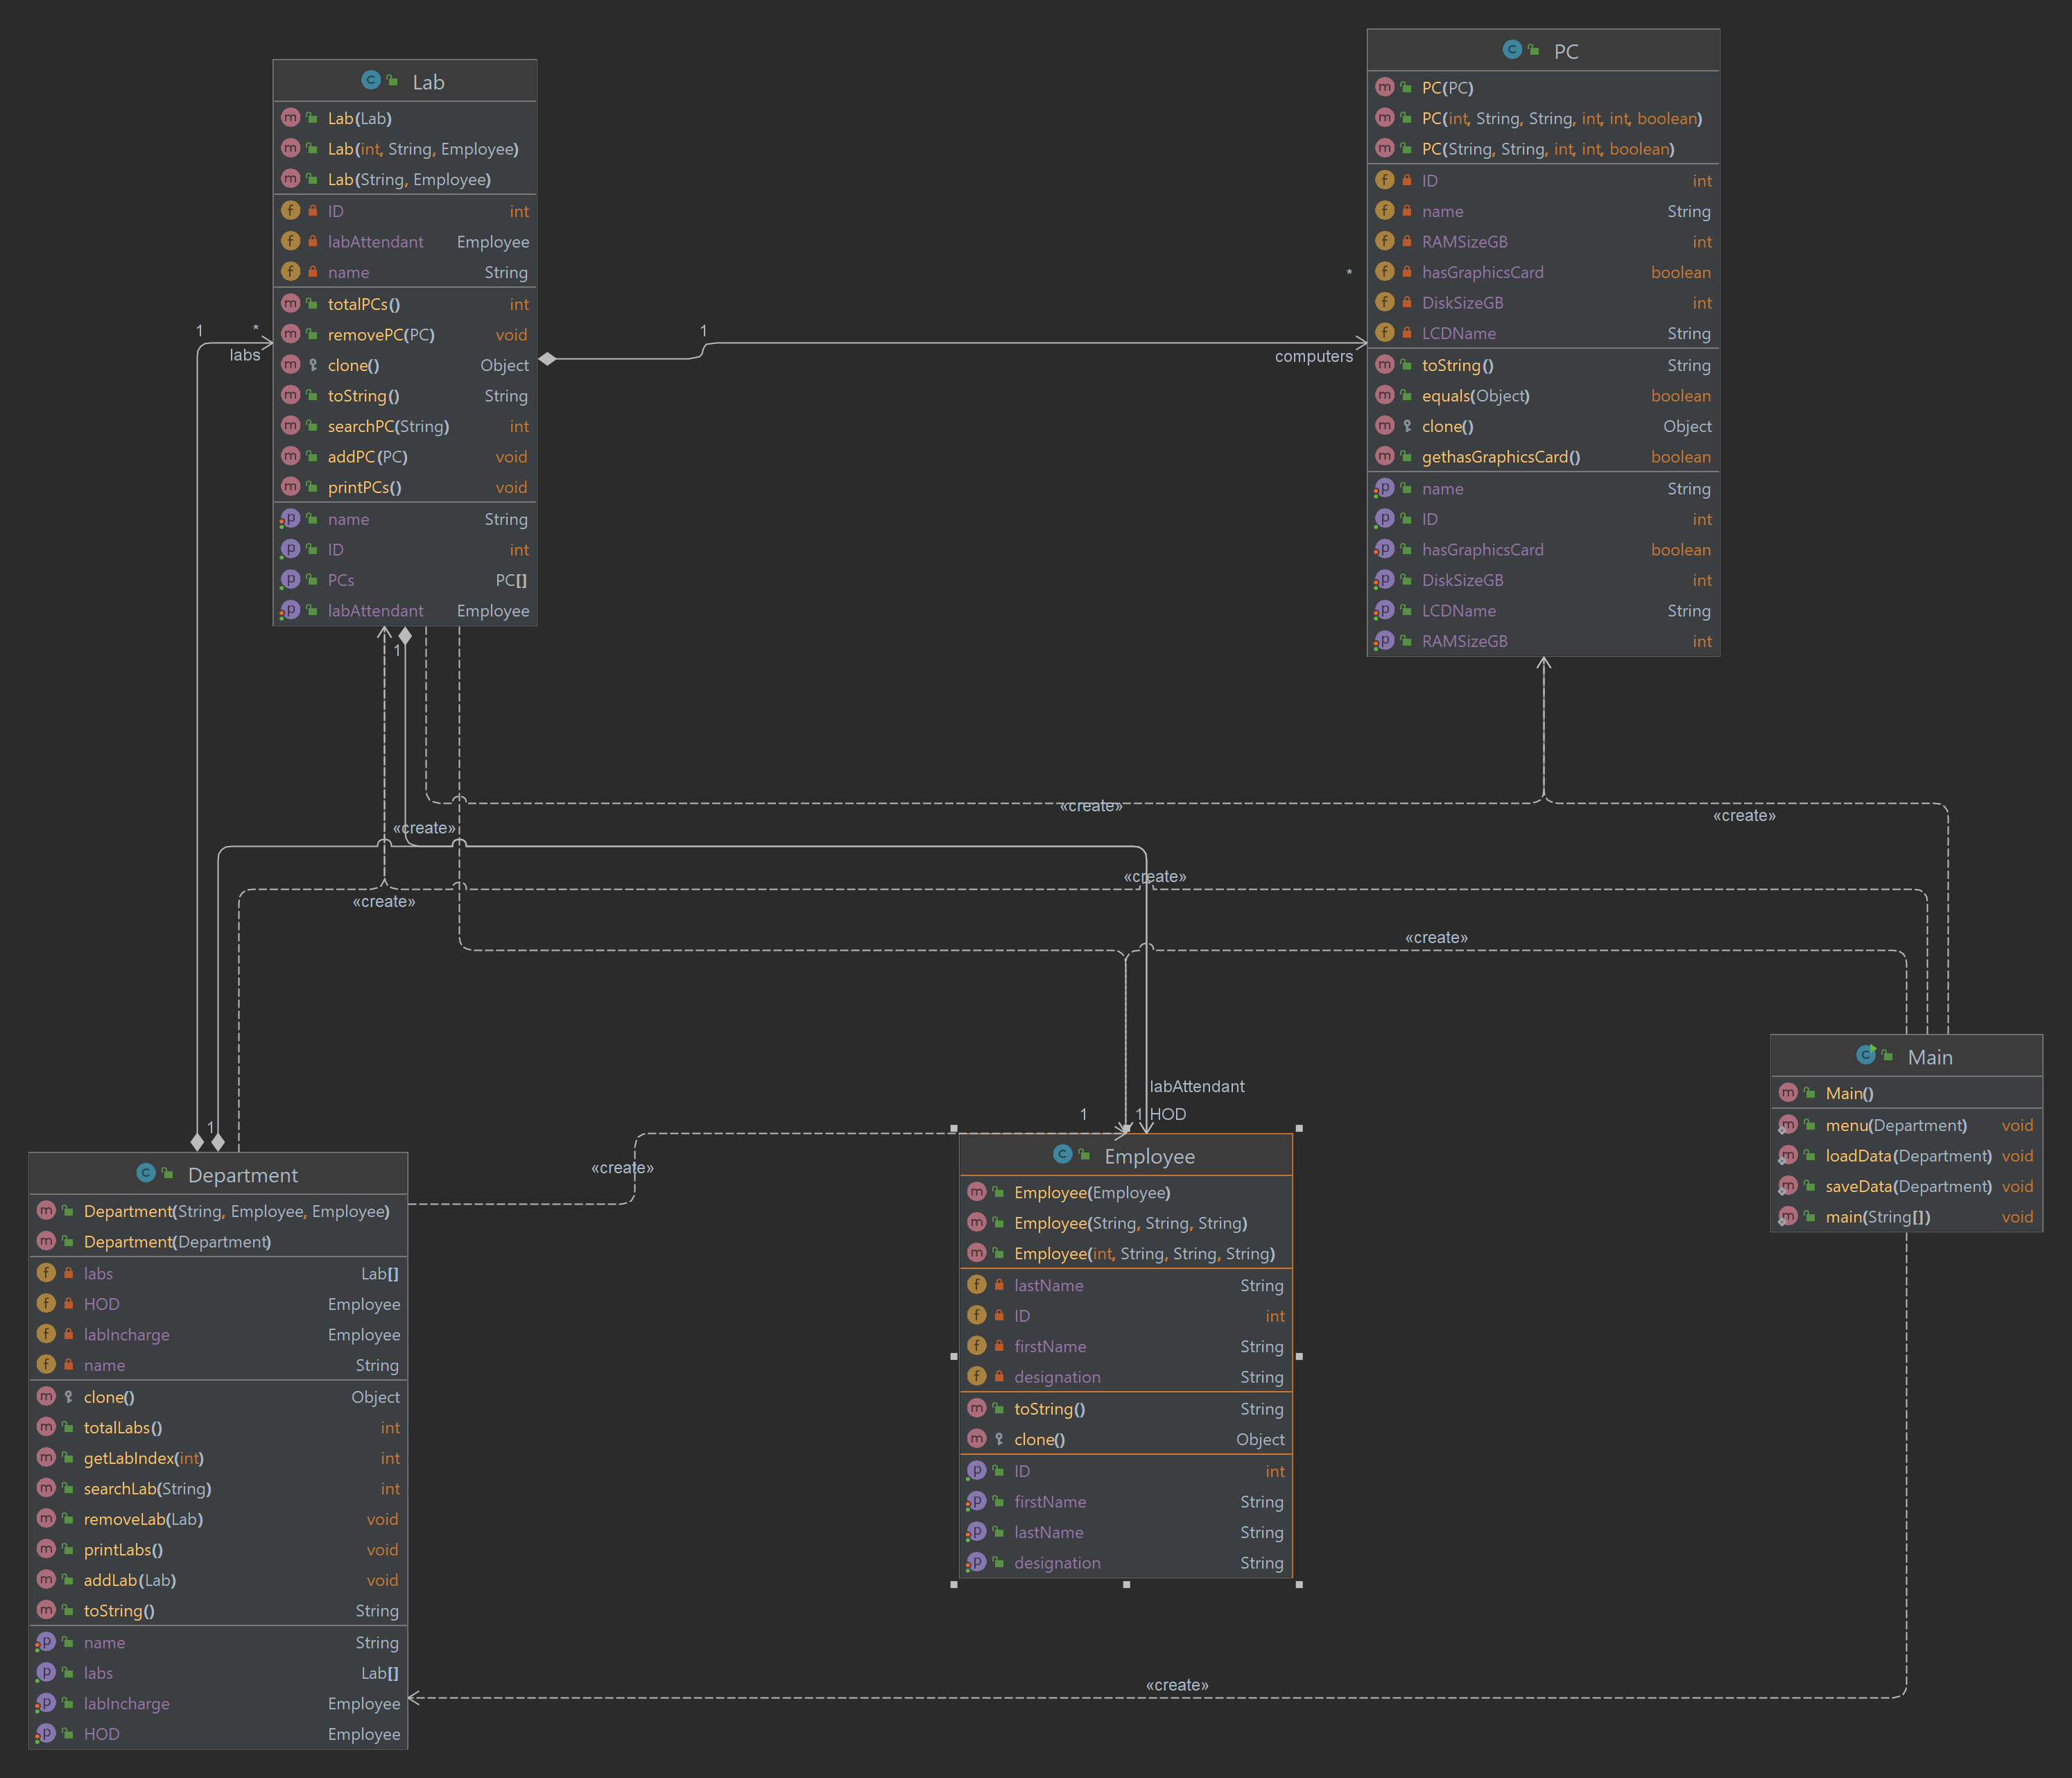 Lab
Lab(Lab)
Lab(int, String, Employee)
Lab(String, Employee)
ID int
labAttendant Employee
name String
totalPCs() int
removePC(PC) void
clone() Object
toString() String
searchPC(String) int
addPC(PC) void
printPCs() void
name String
ID int
PCs PC[]
labAttendant Employee
PC
PC(PC)
PC(int, String, String, int, int, boolean)
PC(String, String, int, int, boolean)
ID int
name String
RAMSizeGB int
hasGraphicsCard boolean
DiskSizeGB int
LCDName String
toString() String
equals(Object) boolean
clone() Object
gethasGraphicsCard() boolean
name String
ID int
hasGraphicsCard boolean
DiskSizeGB int
LCDName String
RAMSizeGB int
1
*
labs
1
*
computers
1
«create»
«create»
«create»
«create»
«create»
«create»
labAttendant
1
1
HOD
1
«create»
Main
Main()
menu(Department) void
loadData(Department) void
saveData(Department) void
main(String[]) void
Department
Department(String, Employee, Employee)
Department(Department)
labs Lab[]
HOD Employee
labIncharge Employee
name String
clone() Object
totalLabs() int
getLabIndex(int) int
searchLab(String) int
removeLab(Lab) void
printLabs() void
addLab(Lab) void
toString() String
name String
labs Lab[]
labIncharge Employee
HOD Employee
Employee
Employee(Employee)
Employee(String, String, String)
Employee(int, String, String, String)
lastName String
ID int
firstName String
designation String
toString() String
clone() Object
ID int
firstName String
lastName String
designation String
«create»